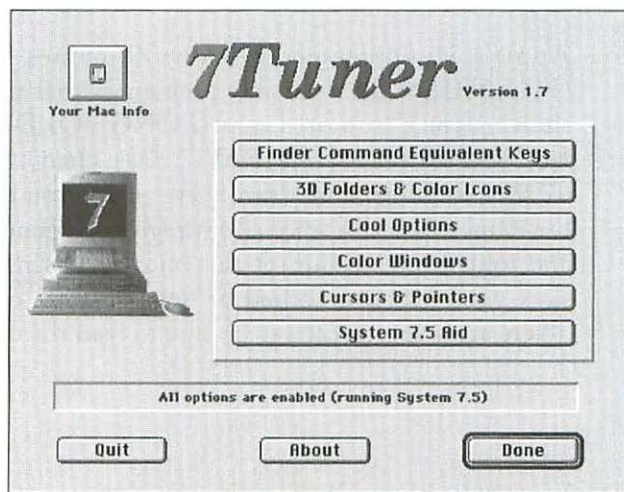 7Tuner
Version 1.7
Your Mac Info
Finder Command Equivalent Keys
3D Folders & Color Icons
7
Cool Options
Color Windows
Cursors & Pointers
System 7.5 Aid
All options are enabled (running System 7.5)
Quit
About
Done